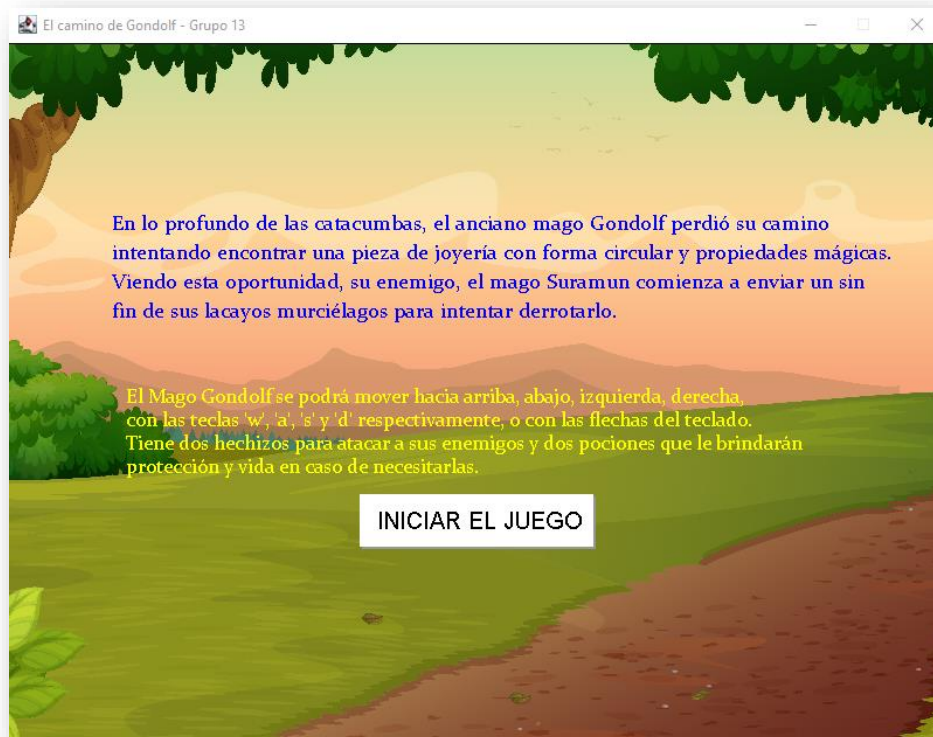 El camino de Gondolf - Grupo 13
En lo profundo de las catacumbas, el anciano mago Gondolf perdió su camino
intentando encontrar una pieza de joyería con forma circular y propiedades mágicas.
Viendo esta oportunidad, su enemigo, el mago Suramun comienza a enviar un sin
fin de sus lacayos murciélagos para intentar derrotarlo.
El Mago Gondolf se podrá mover hacia arriba, abajo, izquierda, derecha,
con las teclas 'w', 'a', 's' y 'd' respectivamente, o con las flechas del teclado.
Tiene dos hechizos para atacar a sus enemigos y dos pociones que le brindarán
protección y vida en caso de necesitarlas.
INICIAR EL JUEGO